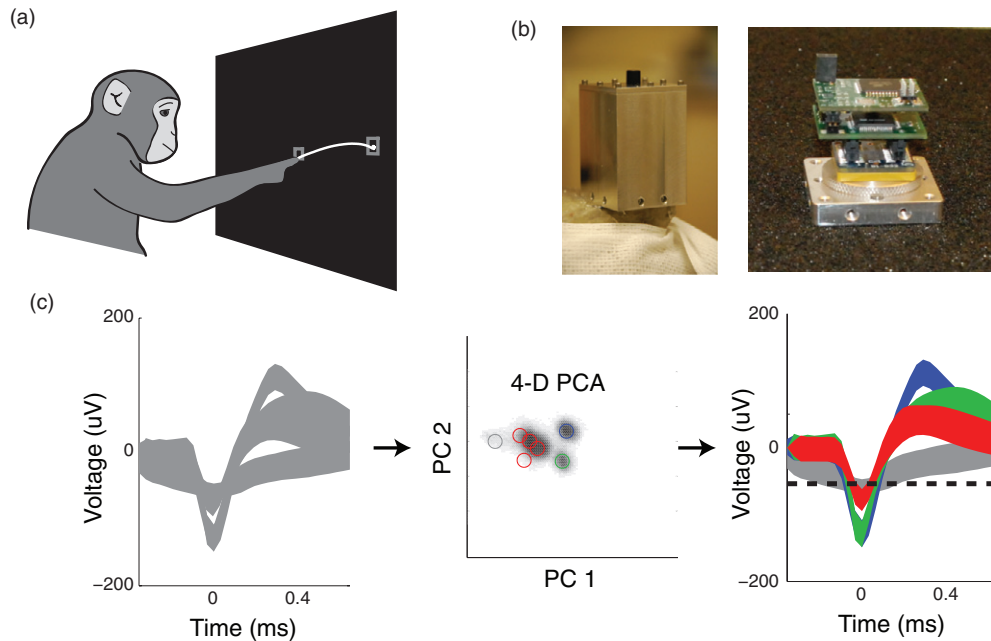 (a)
(b)
(c)
200
0
−200
Voltage (uV)
0
0.4
Time (ms)
4-D PCA
PC 2
PC 1
200
0
−200
Voltage (uV)
0
0.4
Time (ms)